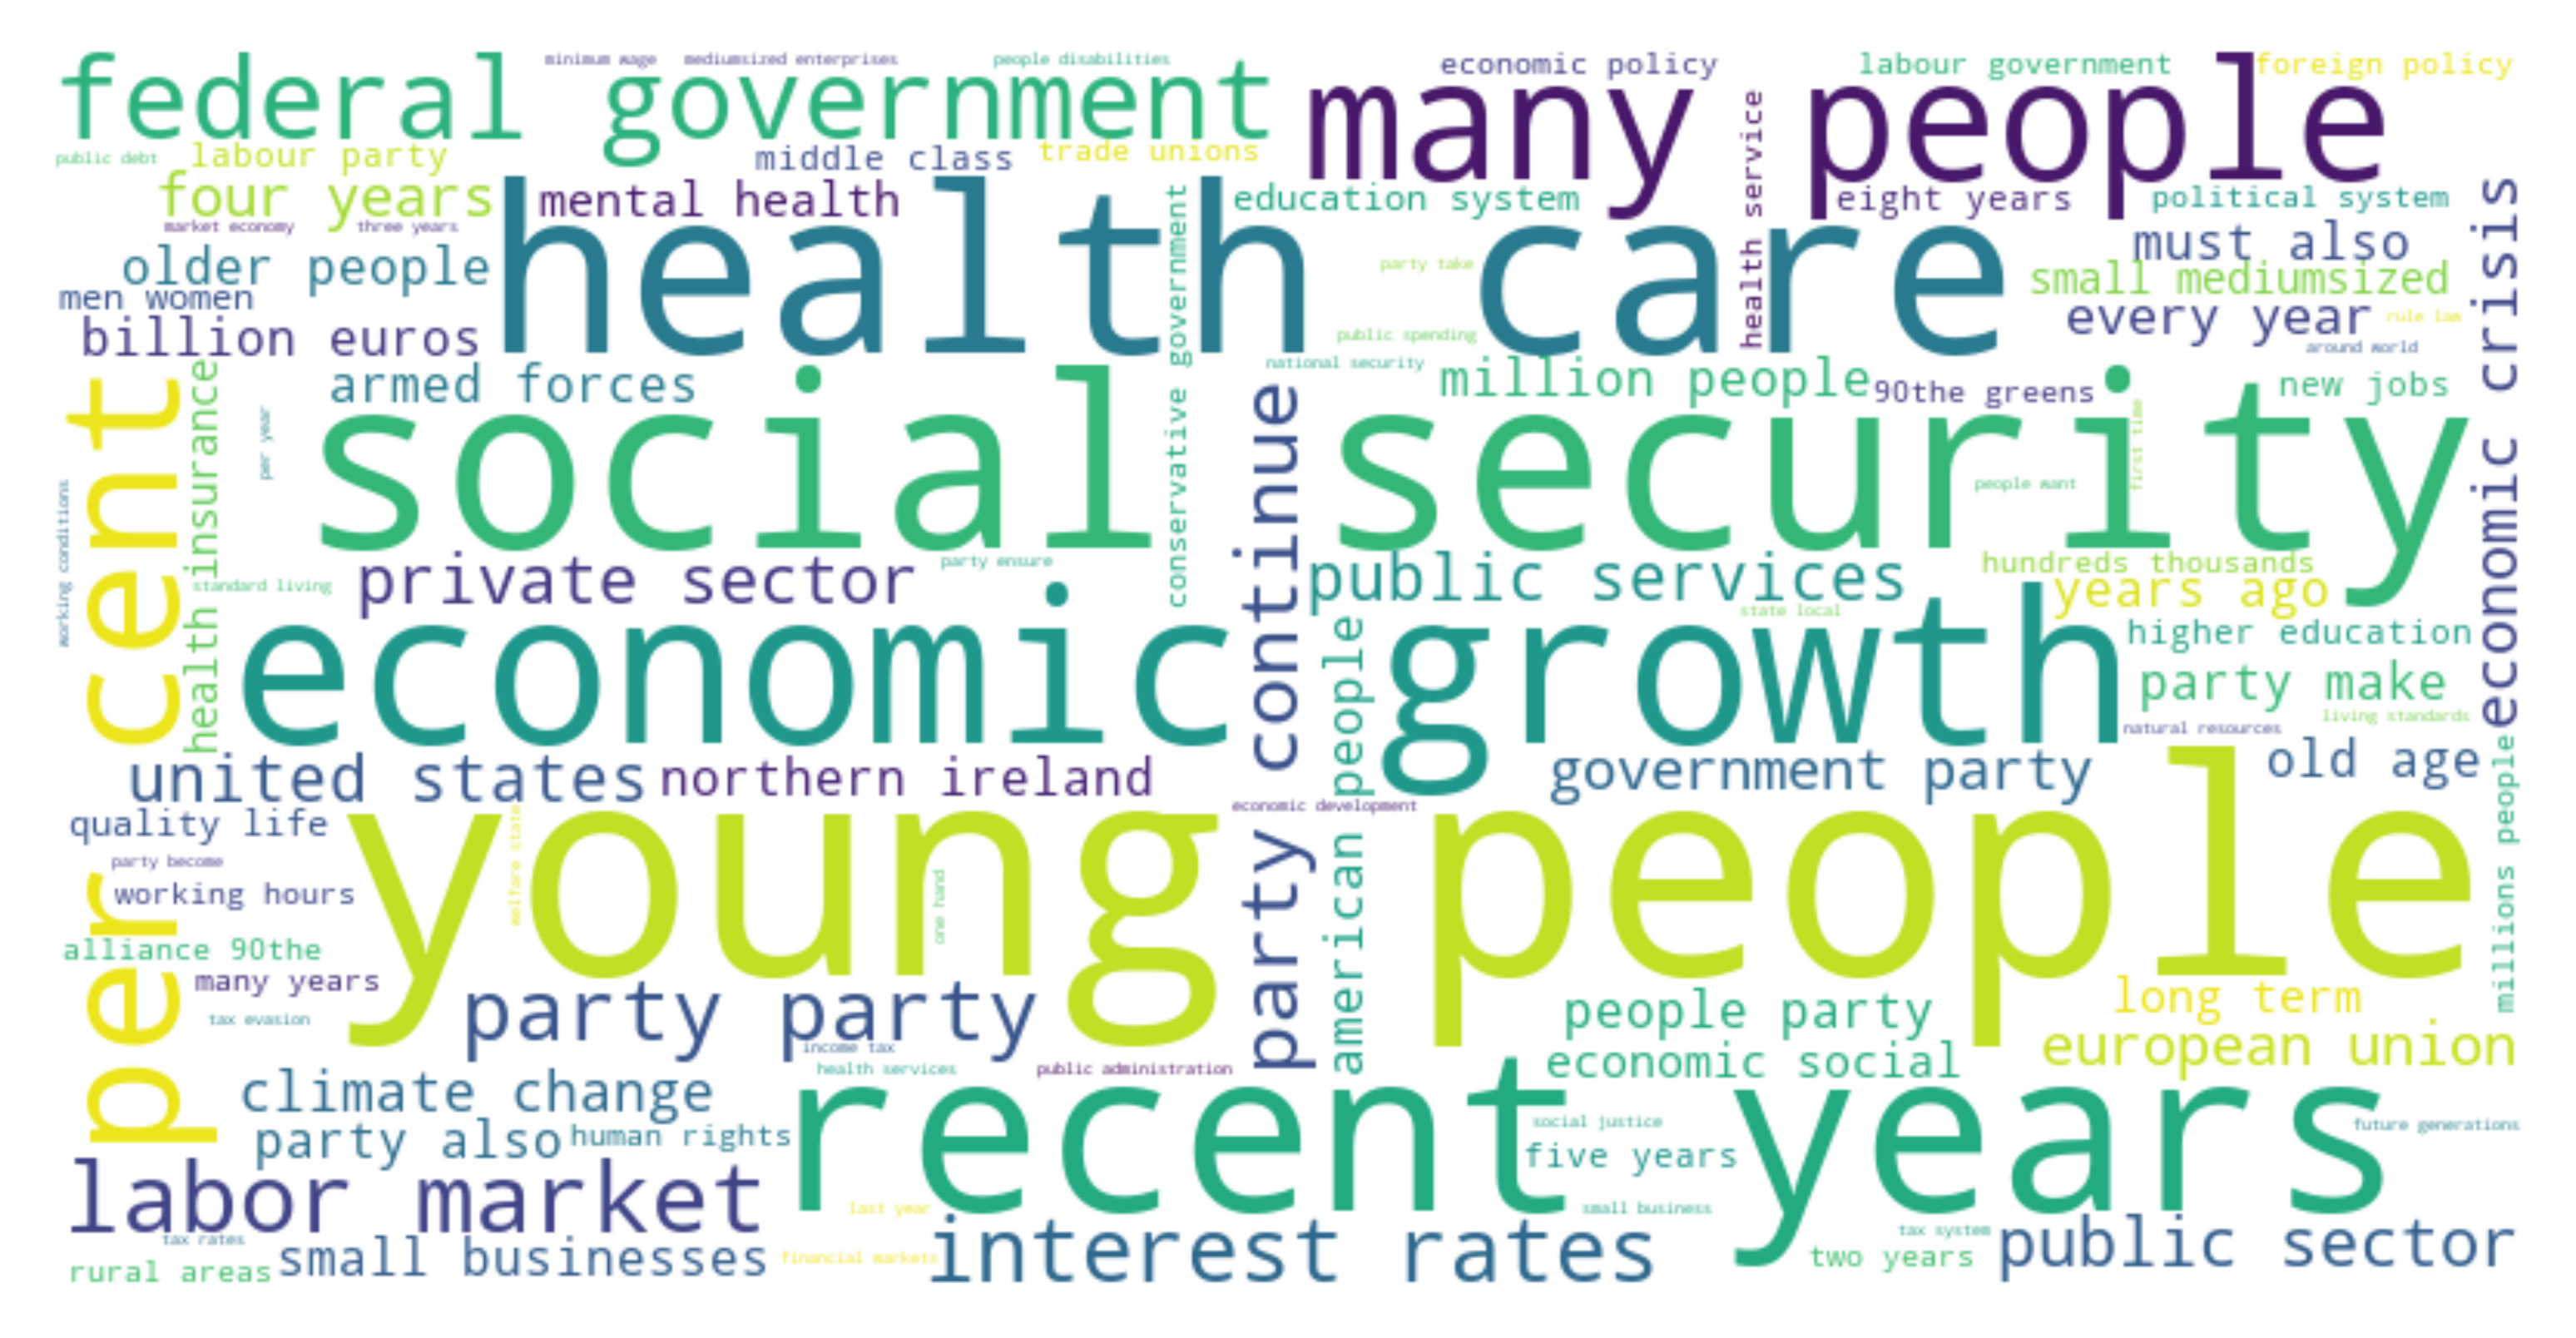 federal government
minimum wage
mediumsized enterprises
people disabilities
many people
economic policy
labour government
foreign policy
public debt
labour party
middle class
trade unions
health service
four years
mental health
education system
eight years
political system
market economy
three years
health care
conservative government
must also
economic crisis
older people
party take
small mediumsized
men women
billion euros
public spending
every year
rule law
around world
per cent
health insurance
armed forces
national security
million people
90the greens
new jobs
per year
social security
party continue
first time
people want
working conditions
private sector
party ensure
public services
hundreds thousands
standard living
years ago
economic growth
state local
american people
higher education
party make
living standards
natural resources
united states
northern ireland
government party
old age
millions people
quality life
welfare state
economic development
young people
party become
working hours
one hand
alliance 90the
many years
party party
people party
long term
tax evasion
income tax
european union
economic social
health services
public administration
climate change
recent years
party also
human rights
social justice
future generations
five years
labor market
last year
small business
tax rates
small businesses
interest rates
tax system
public sector
rural areas
financial markets
two years